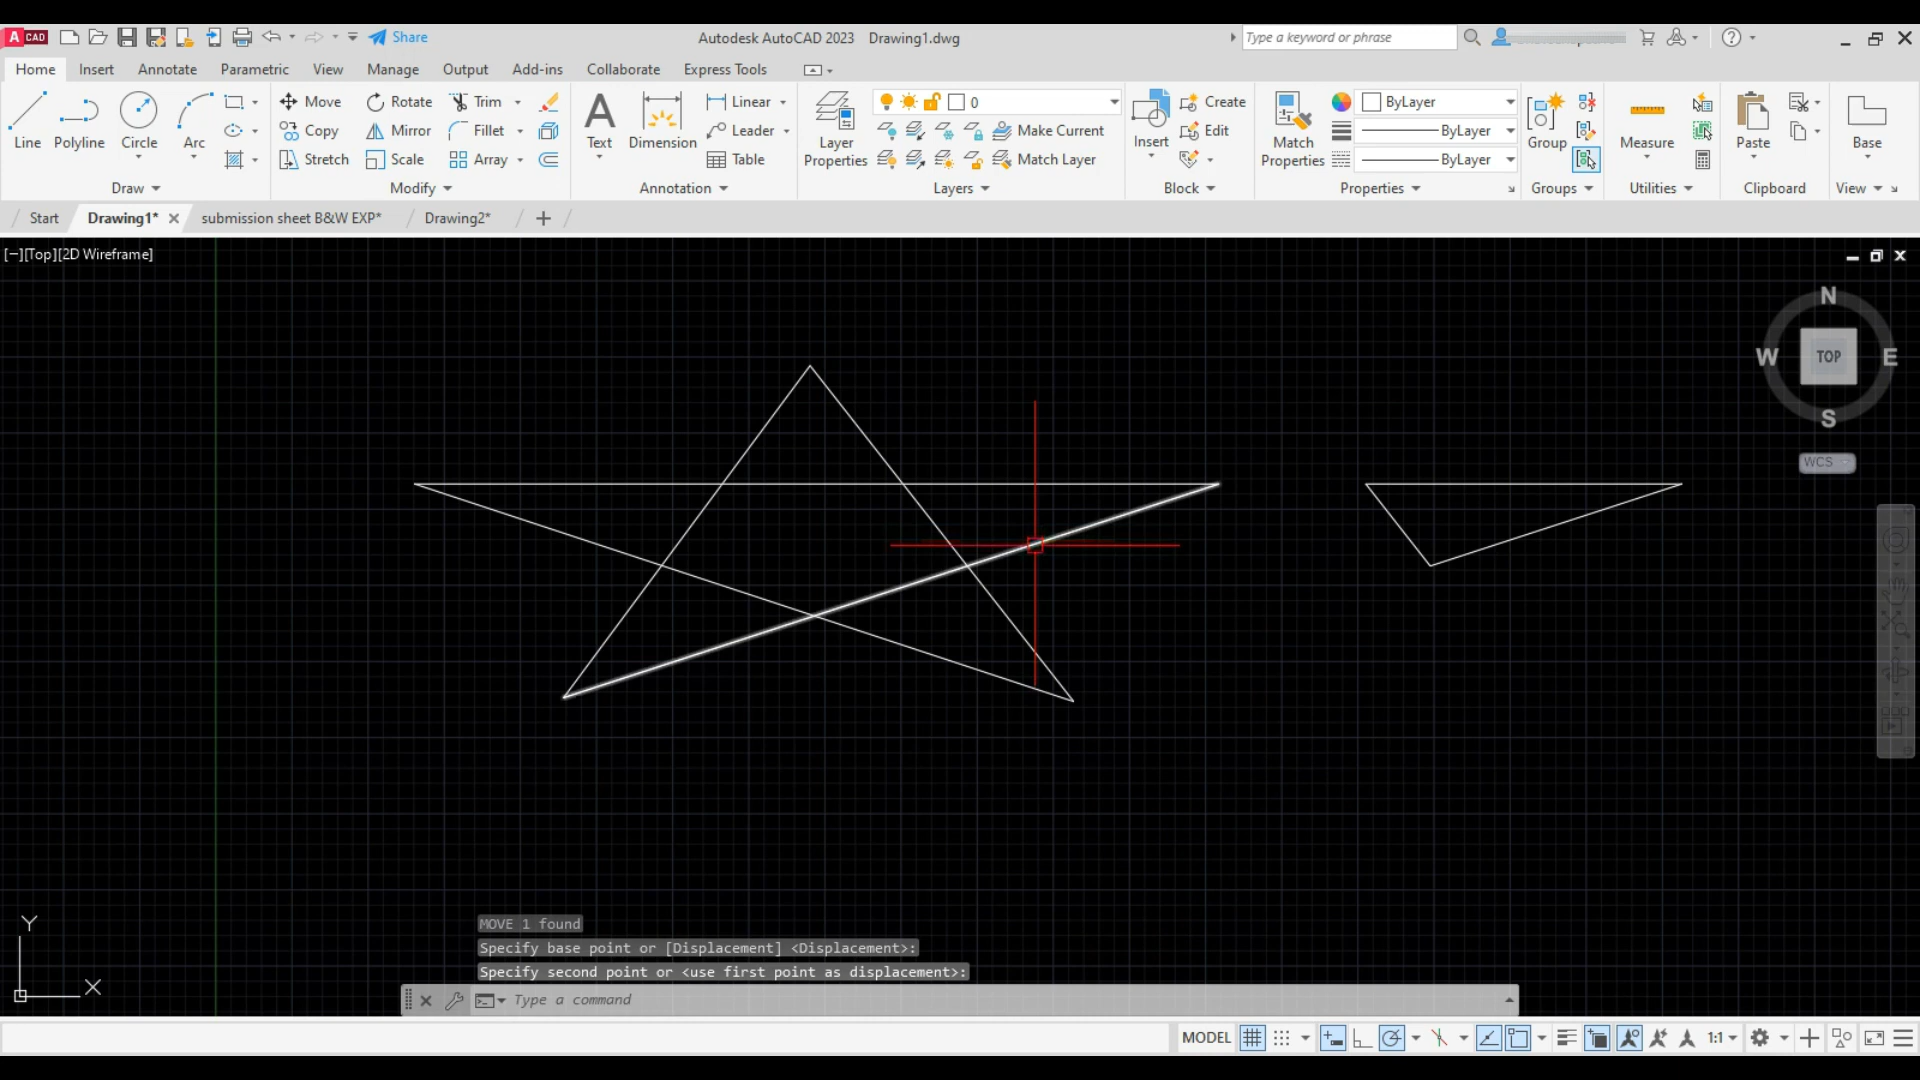 A CAD Share Autodesk AutoCAD 2023 Drawing1.dwg Type a keyword or phrase
Home Insert Annotate Parametric View Manage Output Add-ins Collaborate Express Tools
Move Rotate Trim Linear 0 Create ByLayer
Copy Mirror Fillet Leader Make Current Edit ByLayer
Line Polyline Circle Arc Text Dimension Layer Properties Insert Match Properties Group Measure Paste Base
Stretch Scale Array Table Match Layer ByLayer
Draw Modify Annotation Layers Block Properties Groups Utilities Clipboard View
Start Drawing1* submission sheet B&W EXP* Drawing2*
[−][Top][2D Wireframe]
N
W TOP E
S
WCS
MOVE 1 found
Y
Specify base point or [Displacement] <Displacement>:
Specify second point or <use first point as displacement>:
X
Type a command
MODEL 1:1